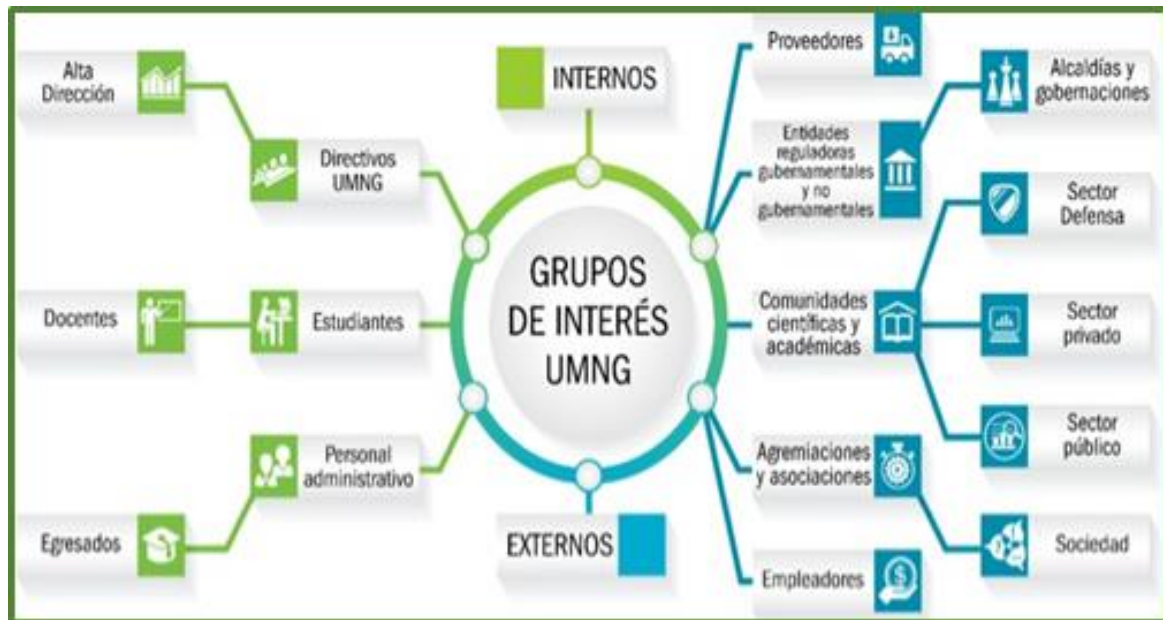 Alta
Dirección
Directivos
UMNG
Docentes
Estudiantes
Personal
administrativo
Egresados
INTERNOS
GRUPOS
DE INTERÉS
UMNG
EXTERNOS
Proveedores
Entidades
reguladoras
gubernamentales
y no
gubernamentales
Comunidades
científicas y
académicas
Agremiaciones
y asociaciones
Empleadores
Alcaldías y
gobernaciones
Sector
Defensa
Sector
privado
Sector
público
Sociedad